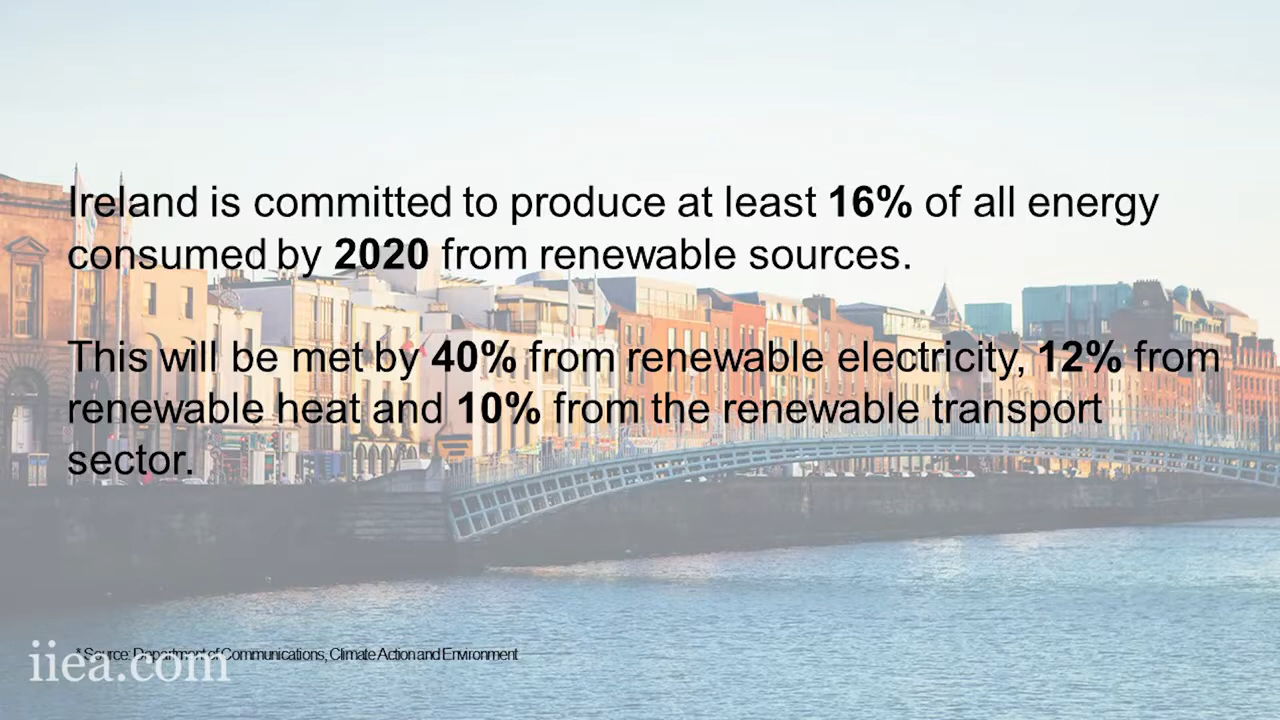 Ireland is committed to produce at least 16% of all energy
consumed by 2020 from renewable sources.
This will be met by 40% from renewable electricity, 12% from
renewable heat and 10% from the renewable transport
sector.
* Source: Department of Communications, Climate Action and Environment
iiea.com